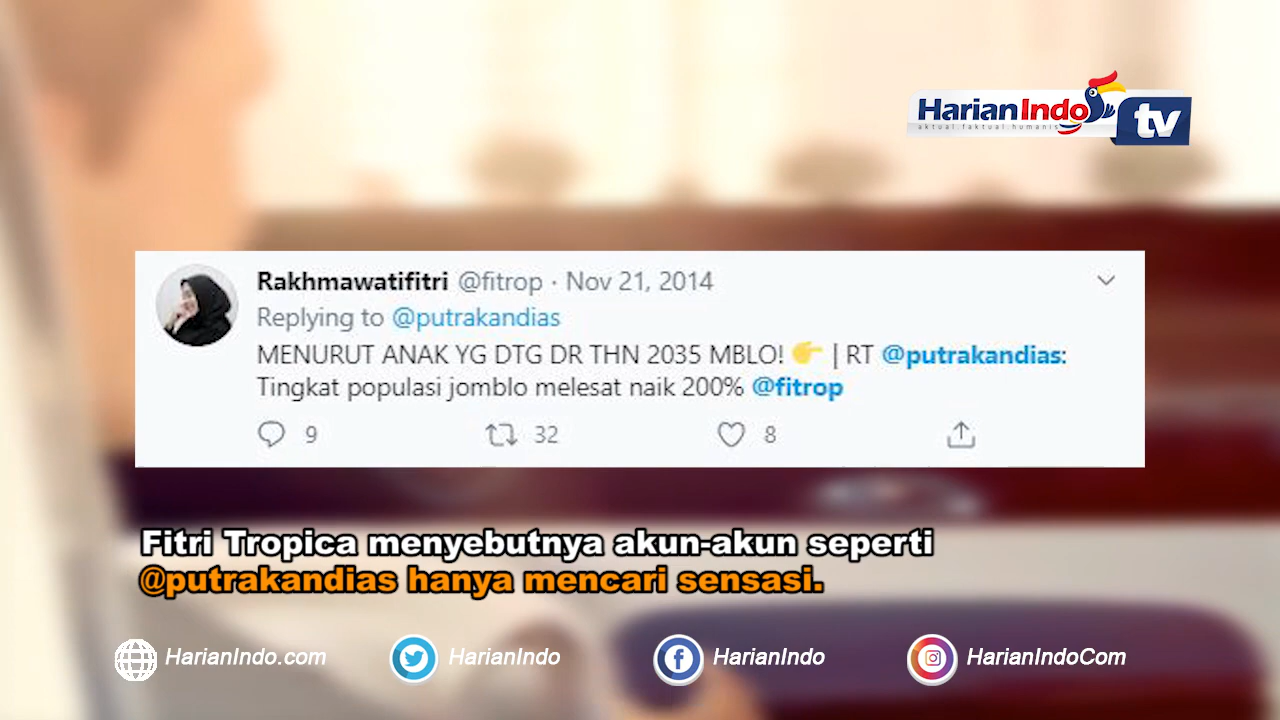 HarianIndo tv
aktual.faktual.humanis
Rakhmawatifitri @fitrop · Nov 21, 2014
Replying to @putrakandias
MENURUT ANAK YG DTG DR THN 2035 MBLO! 👉 | RT @putrakandias:
Tingkat populasi jomblo melesat naik 200% @fitrop
9 32 8
Fitri Tropica menyebutnya akun-akun seperti
@putrakandias hanya mencari sensasi.
HarianIndo.com HarianIndo HarianIndo HarianIndoCom